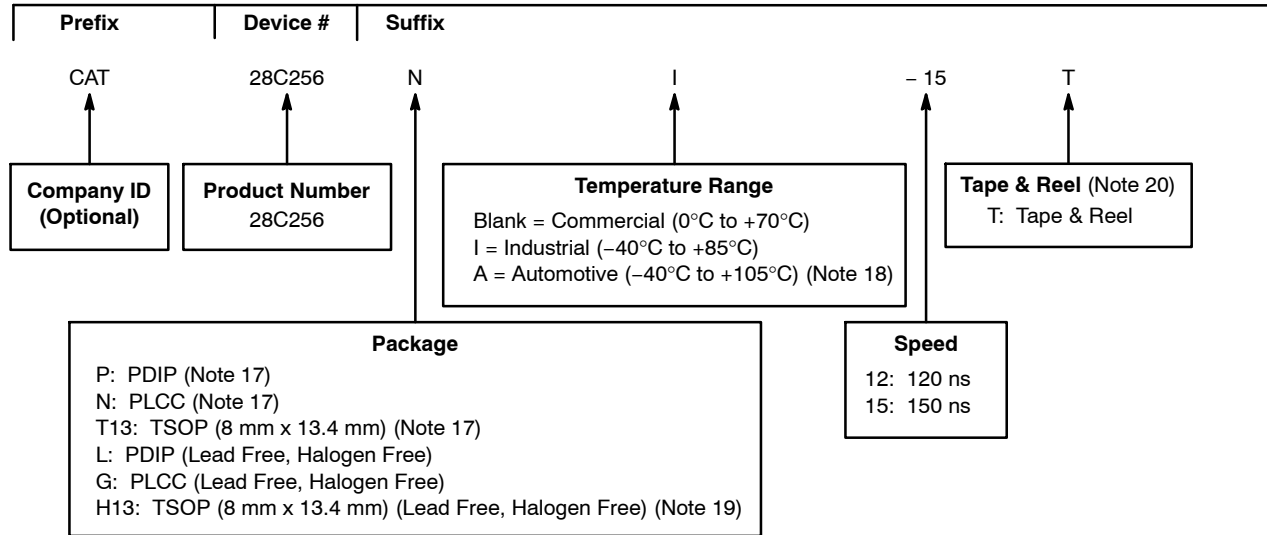 Prefix Device # Suffix
CAT 28C256 N I – 15 T
Company ID
(Optional)
Product Number
28C256
Temperature Range
Blank = Commercial (0°C to +70°C)
I = Industrial (−40°C to +85°C)
A = Automotive (−40°C to +105°C) (Note 18)
Tape & Reel (Note 20)
T: Tape & Reel
Package
P: PDIP (Note 17)
N: PLCC (Note 17)
T13: TSOP (8 mm x 13.4 mm) (Note 17)
L: PDIP (Lead Free, Halogen Free)
G: PLCC (Lead Free, Halogen Free)
H13: TSOP (8 mm x 13.4 mm) (Lead Free, Halogen Free) (Note 19)
Speed
12: 120 ns
15: 150 ns